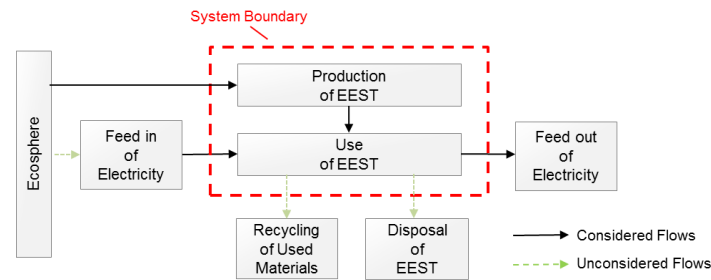 System Boundary
Production
of EEST
Ecosphere
Feed in
of
Electricity
Use
of EEST
Feed out
of
Electricity
Recycling
of Used
Materials
Disposal
of
EEST
Considered Flows
Unconsidered Flows